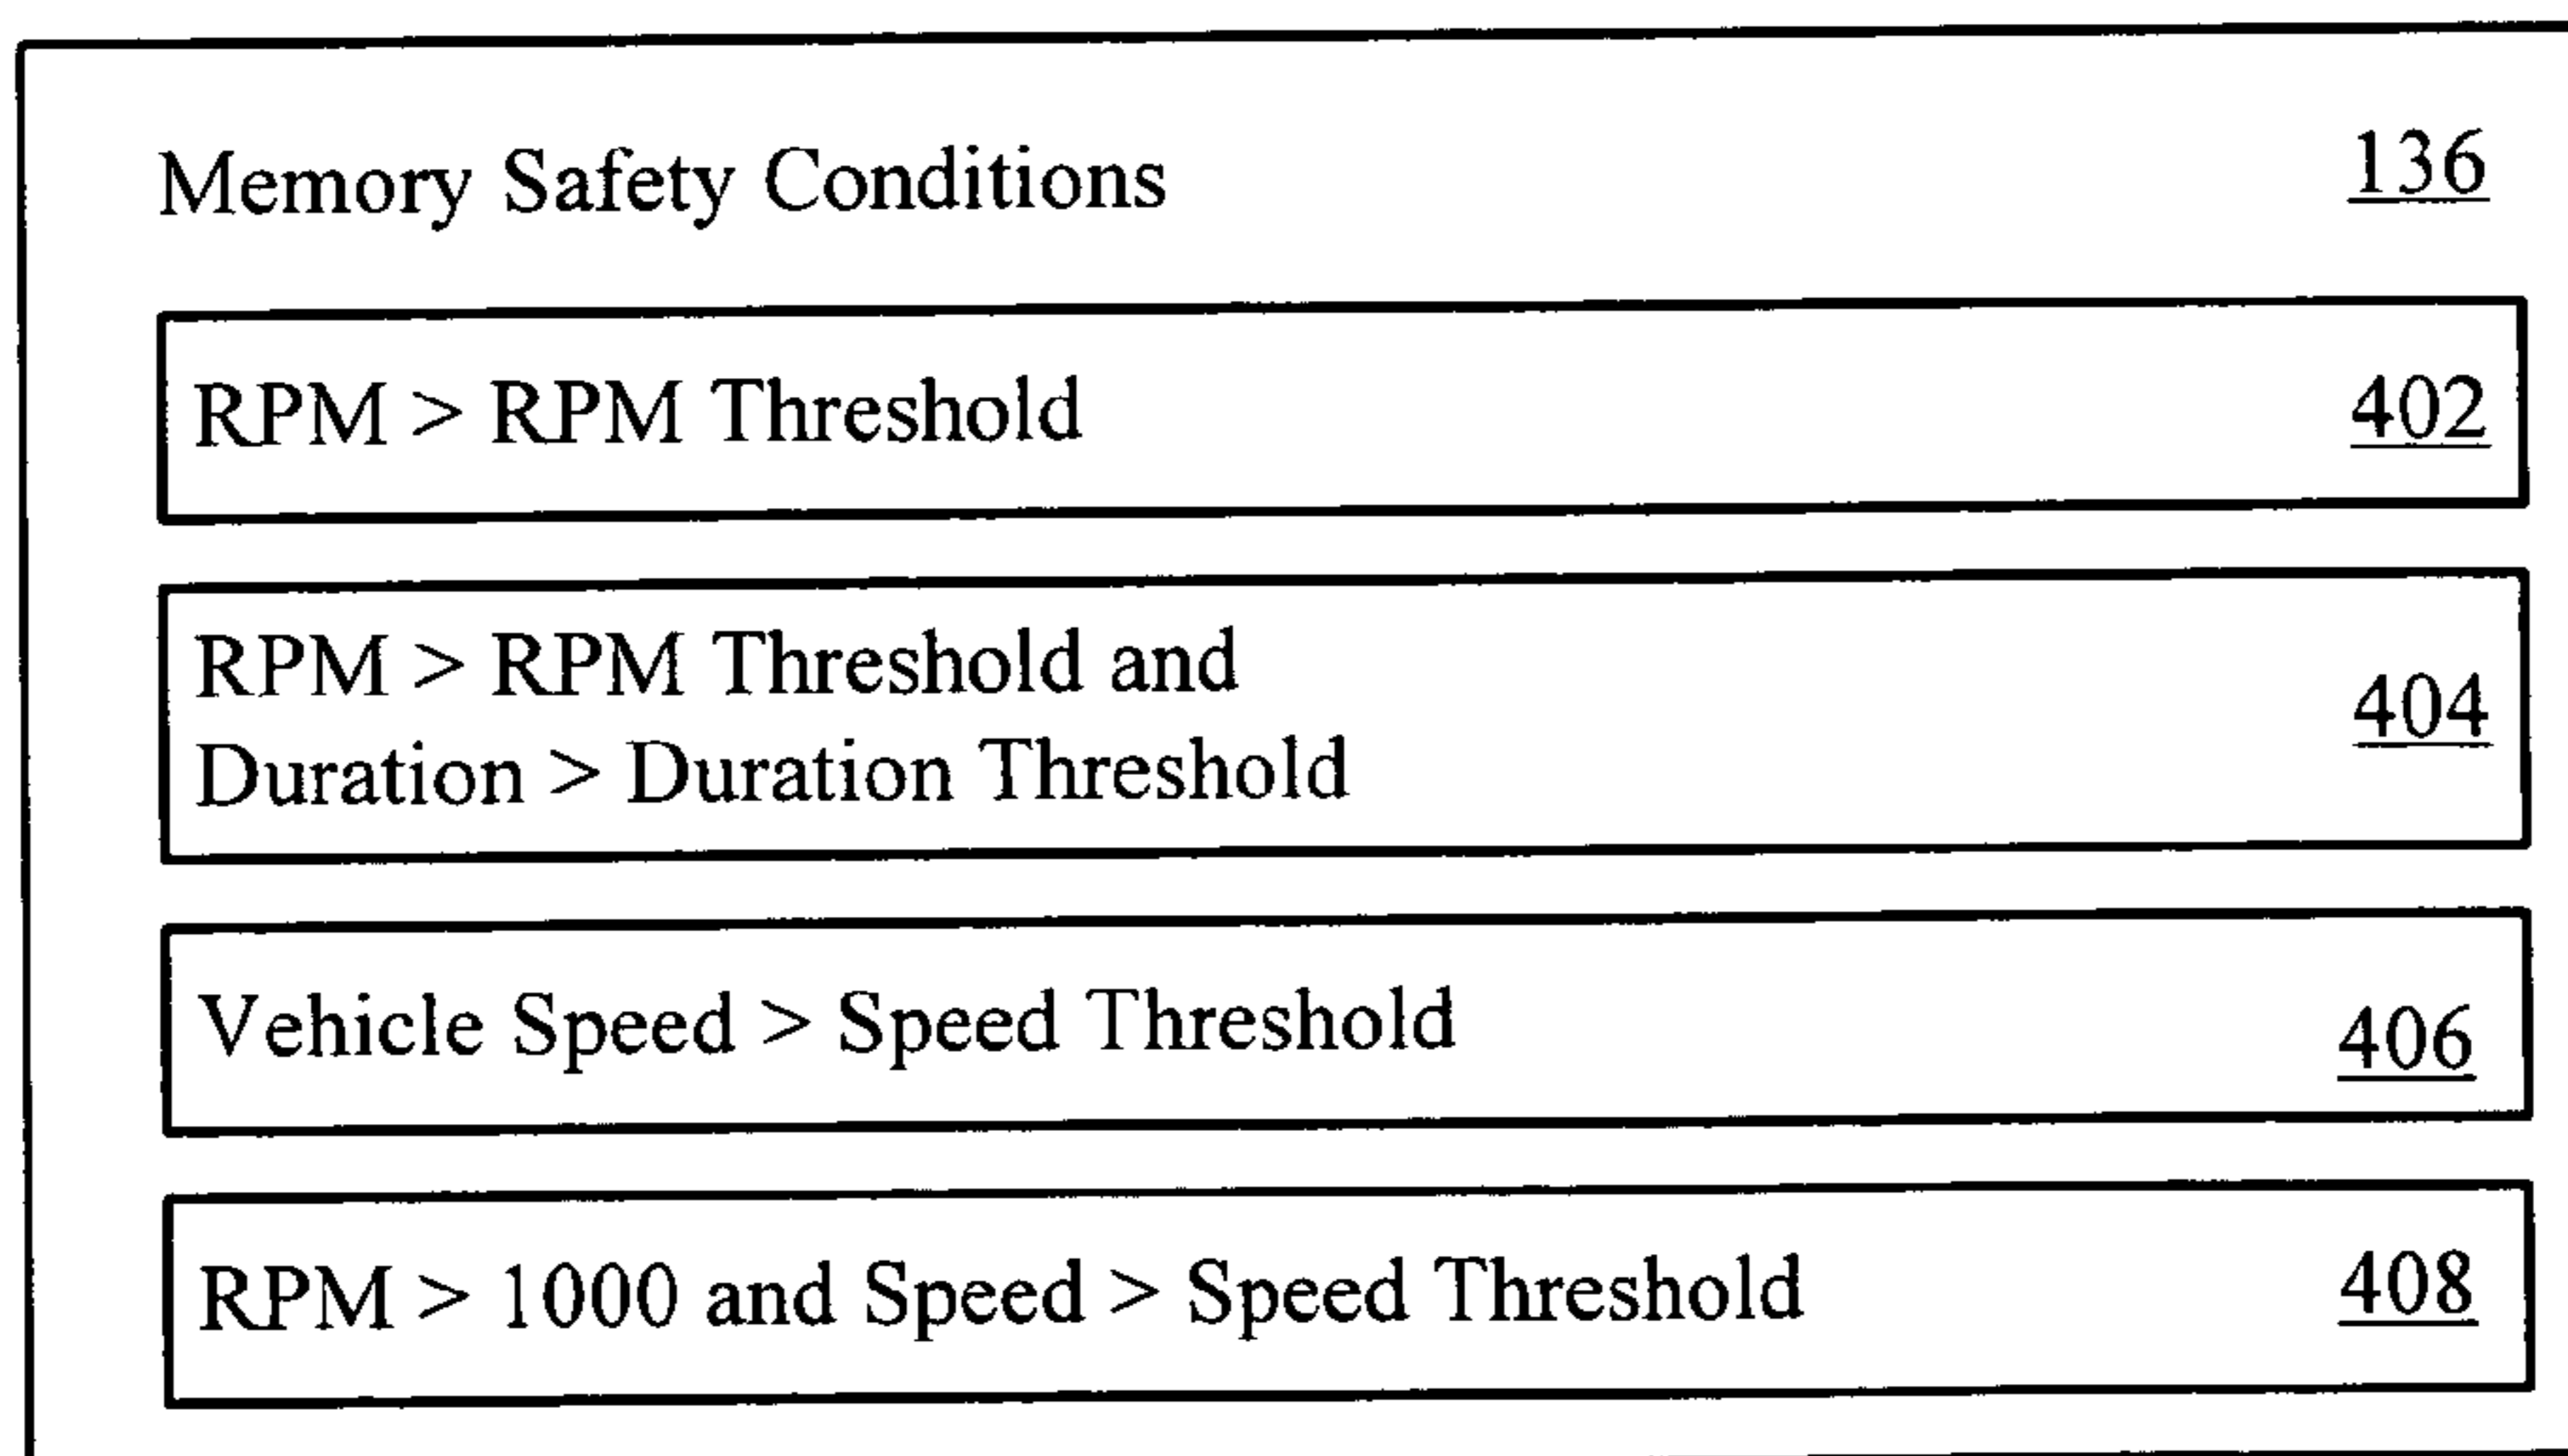 Memory Safety Conditions 136
RPM > RPM Threshold 402
RPM > RPM Threshold and
404
Duration > Duration Threshold
Vehicle Speed > Speed Threshold 406
RPM > 1000 and Speed > Speed Threshold 408